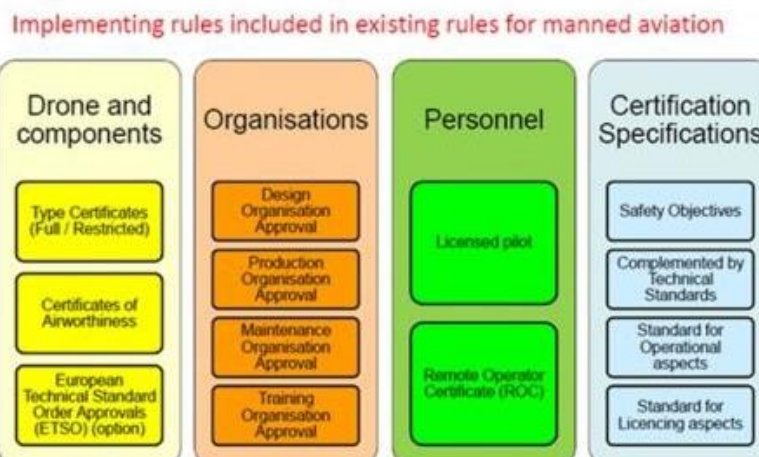 Implementing rules included in existing rules for manned aviation
Drone and
components
Type Certificates
(Full / Restricted)
Certificates of
Airworthiness
European
Technical Standard
Order Approvals
(ETSO) (option)
Organisations
Design
Organisation
Approval
Production
Organisation
Approval
Maintenance
Organisation
Approval
Training
Organisation
Approval
Personnel
Licensed pilot
Remote Operator
Certificate (ROC)
Certification
Specifications
Safety Objectives
Complemented by
Technical
Standards
Standard for
Operational
aspects
Standard for
Licencing aspects